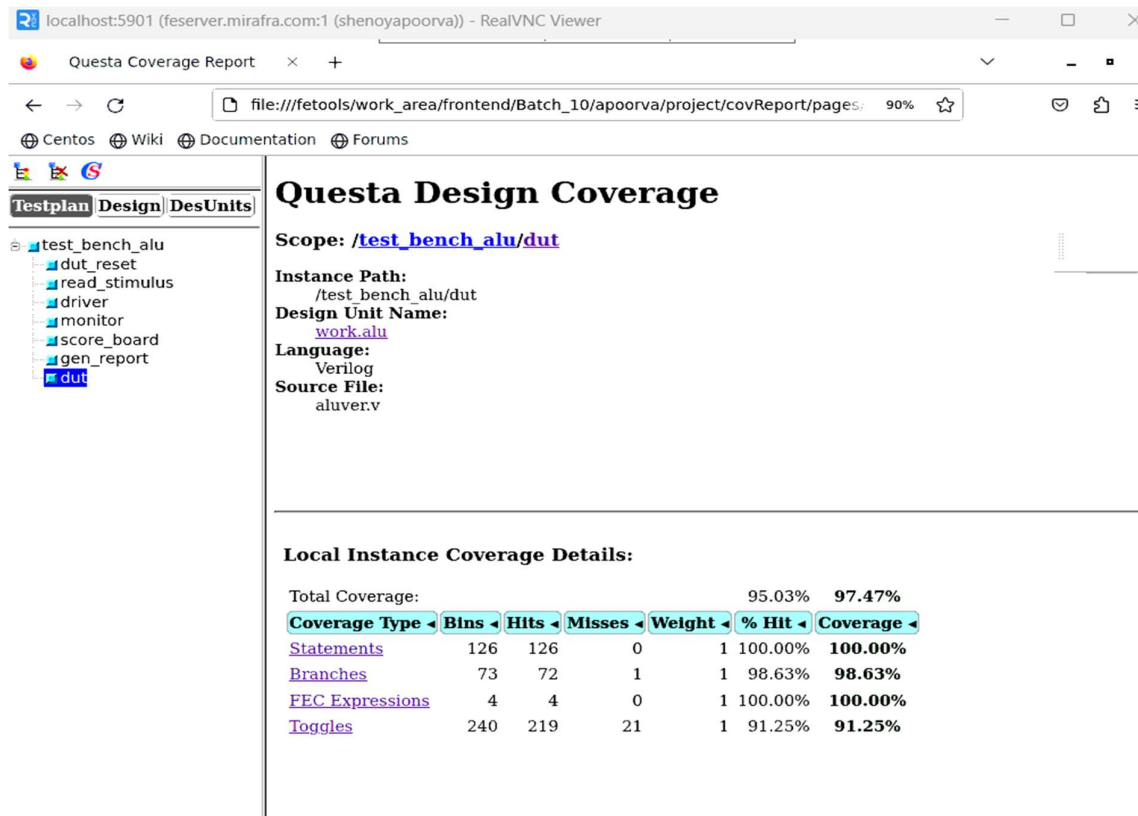 localhost:5901 (feserver.mirafra.com:1 (shenoyapoorva)) - RealVNC Viewer
Questa Coverage Report
file:///fetools/work_area/frontend/Batch_10/apoorva/project/covReport/pages/ 90%
Centos Wiki Documentation Forums
Testplan Design DesUnits
test_bench_alu
dut_reset
read_stimulus
driver
monitor
score_board
gen_report
dut
Questa Design Coverage
Scope: /test_bench_alu/dut
Instance Path:
/test_bench_alu/dut
Design Unit Name:
work.alu
Language:
Verilog
Source File:
aluver.v
Local Instance Coverage Details:
Total Coverage: 95.03% 97.47%
Coverage Type Bins Hits Misses Weight % Hit Coverage
Statements 126 126 0 1 100.00% 100.00%
Branches 73 72 1 1 98.63% 98.63%
FEC Expressions 4 4 0 1 100.00% 100.00%
Toggles 240 219 21 1 91.25% 91.25%